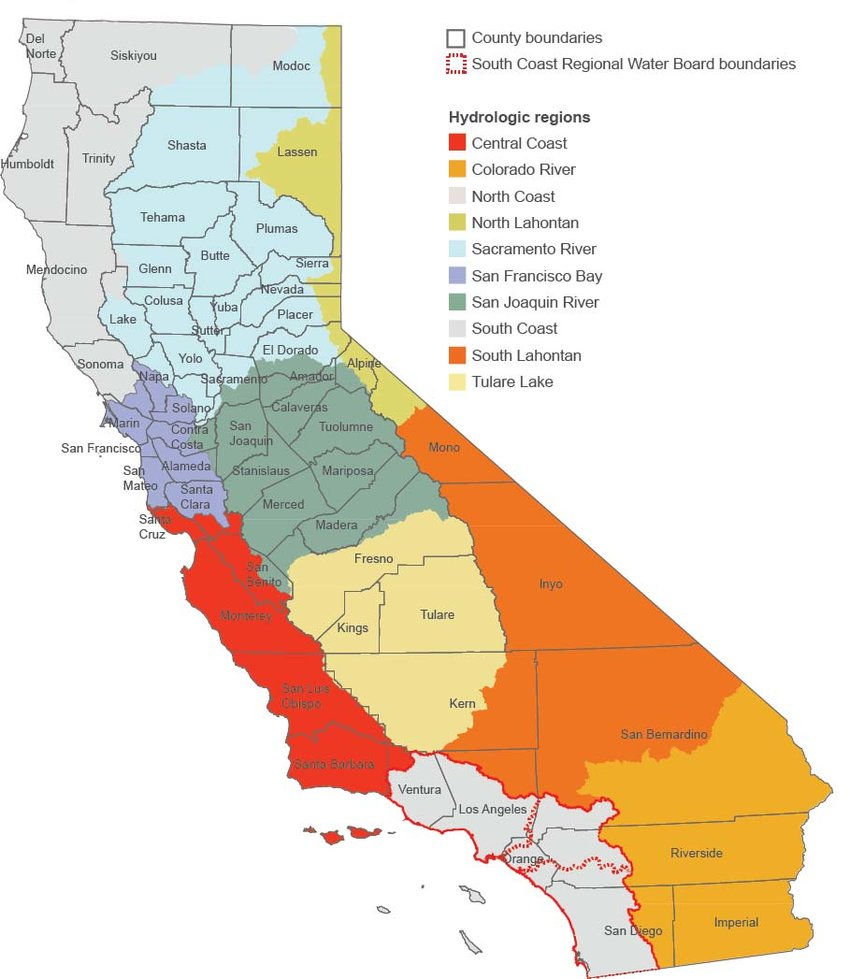 County boundaries
South Coast Regional Water Board boundaries
Hydrologic regions
Central Coast
Colorado River
North Coast
North Lahontan
Sacramento River
San Francisco Bay
San Joaquin River
South Coast
South Lahontan
Tulare Lake
Del
Norte
Siskiyou
Modoc
Humboldt
Trinity
Shasta
Lassen
Tehama
Plumas
Mendocino
Glenn
Butte
Sierra
Colusa
Yuba
Nevada
Lake
Sutter
Placer
Sonoma
Yolo
El Dorado
Alpine
Napa
Sacramento
Amador
Solano
Calaveras
Marin
Contra
Costa
San
Joaquin
Tuolumne
San Francisco
Mono
San
Mateo
Alameda
Stanislaus
Mariposa
Santa
Clara
Merced
Santa
Cruz
Madera
Fresno
San
Benito
Inyo
Monterey
Kings
Tulare
San Luis
Obispo
Kern
San Bernardino
Santa Barbara
Ventura
Los Angeles
Orange
Riverside
San Diego
Imperial